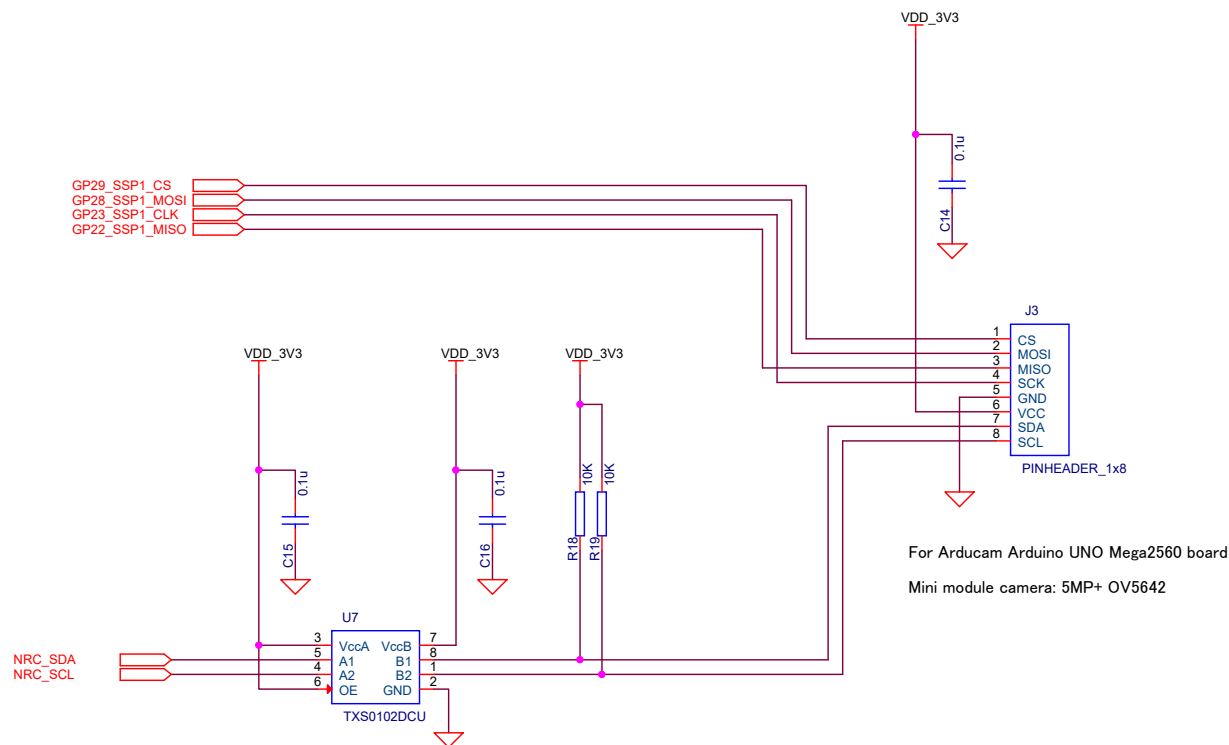 VDD_3V3
0.1u
C14
GP29_SSP1_CS
GP28_SSP1_MOSI
GP23_SSP1_CLK
GP22_SSP1_MISO
J3
1 CS
2 MOSI
3 MISO
4 SCK
5 GND
6 VCC
7 SDA
8 SCL
PINHEADER_1x8
VDD_3V3
VDD_3V3
VDD_3V3
0.1u
C15
0.1u
C16
10K
R18
10K
R19
For Arducam Arduino UNO Mega2560 board
Mini module camera: 5MP+ OV5642
U7
3 VccA VccB 7
5 A1 B1 8
4 A2 B2 1
6 OE GND 2
TXS0102DCU
NRC_SDA
NRC_SCL